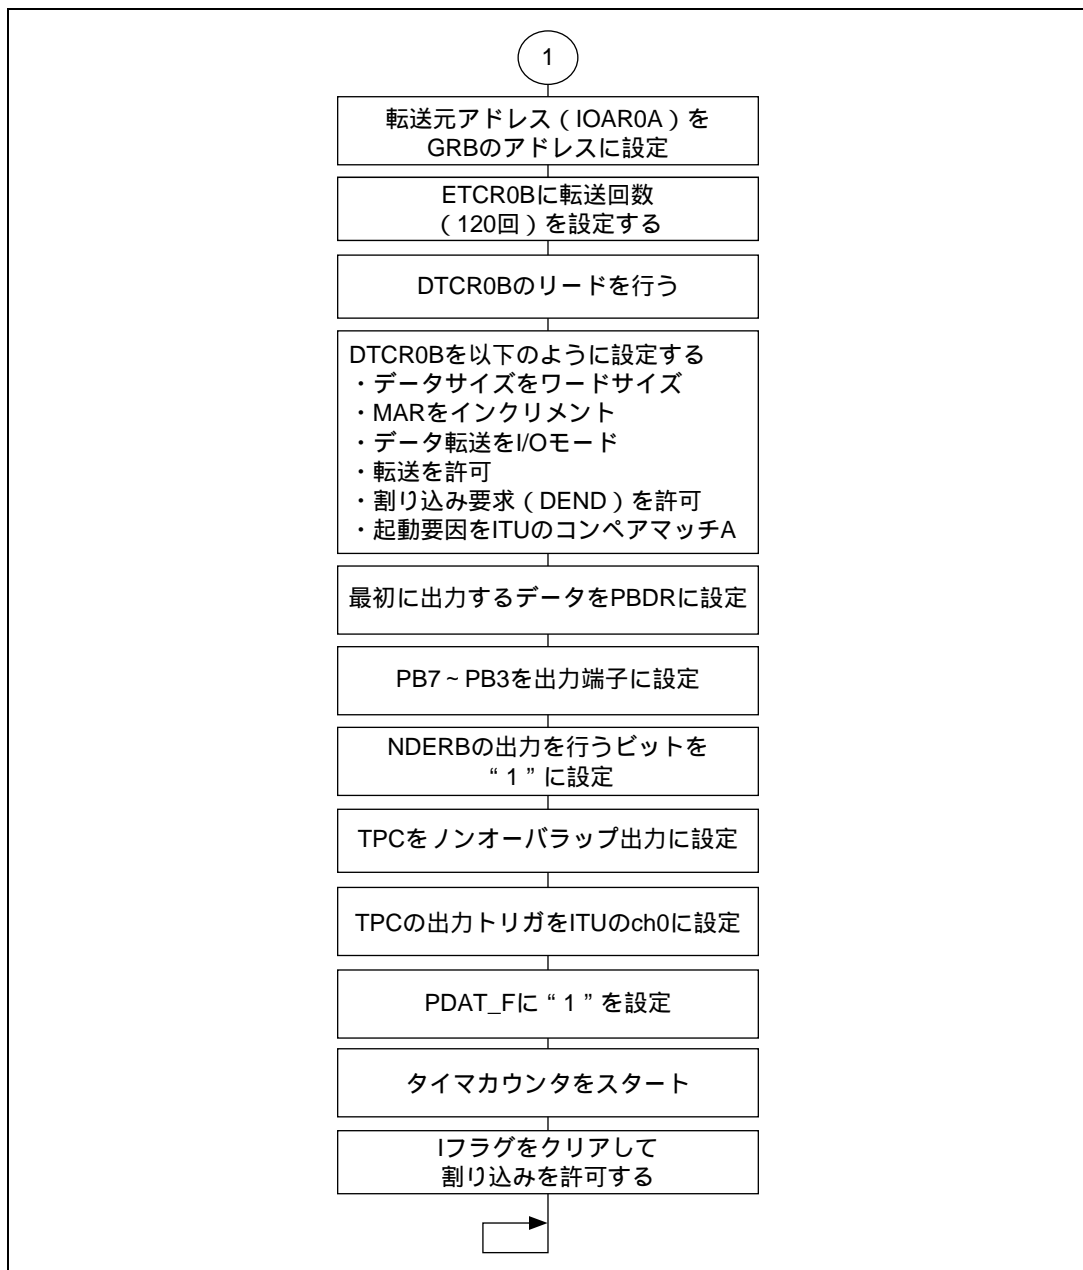 1
転送元アドレス（IOAR0A）を
GRBのアドレスに設定
ETCR0Bに転送回数
（120回）を設定する
DTCR0Bのリードを行う
DTCR0Bを以下のように設定する
・データサイズをワードサイズ
・MARをインクリメント
・データ転送をI/Oモード
・転送を許可
・割り込み要求（DEND）を許可
・起動要因をITUのコンペアマッチA
最初に出力するデータをPBDRに設定
PB7～PB3を出力端子に設定
NDERBの出力を行うビットを
“1”に設定
TPCをノンオーバラップ出力に設定
TPCの出力トリガをITUのch0に設定
PDAT_Fに“1”を設定
タイマカウンタをスタート
Iフラグをクリアして
割り込みを許可する